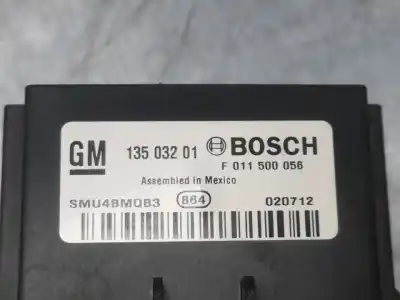 GM 135 032 01 BOSCH
F 011 500 056
Assembled in Mexico
SMU4BMQB3 864 020712